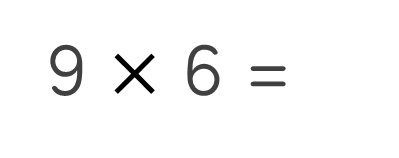 9 × 6 =